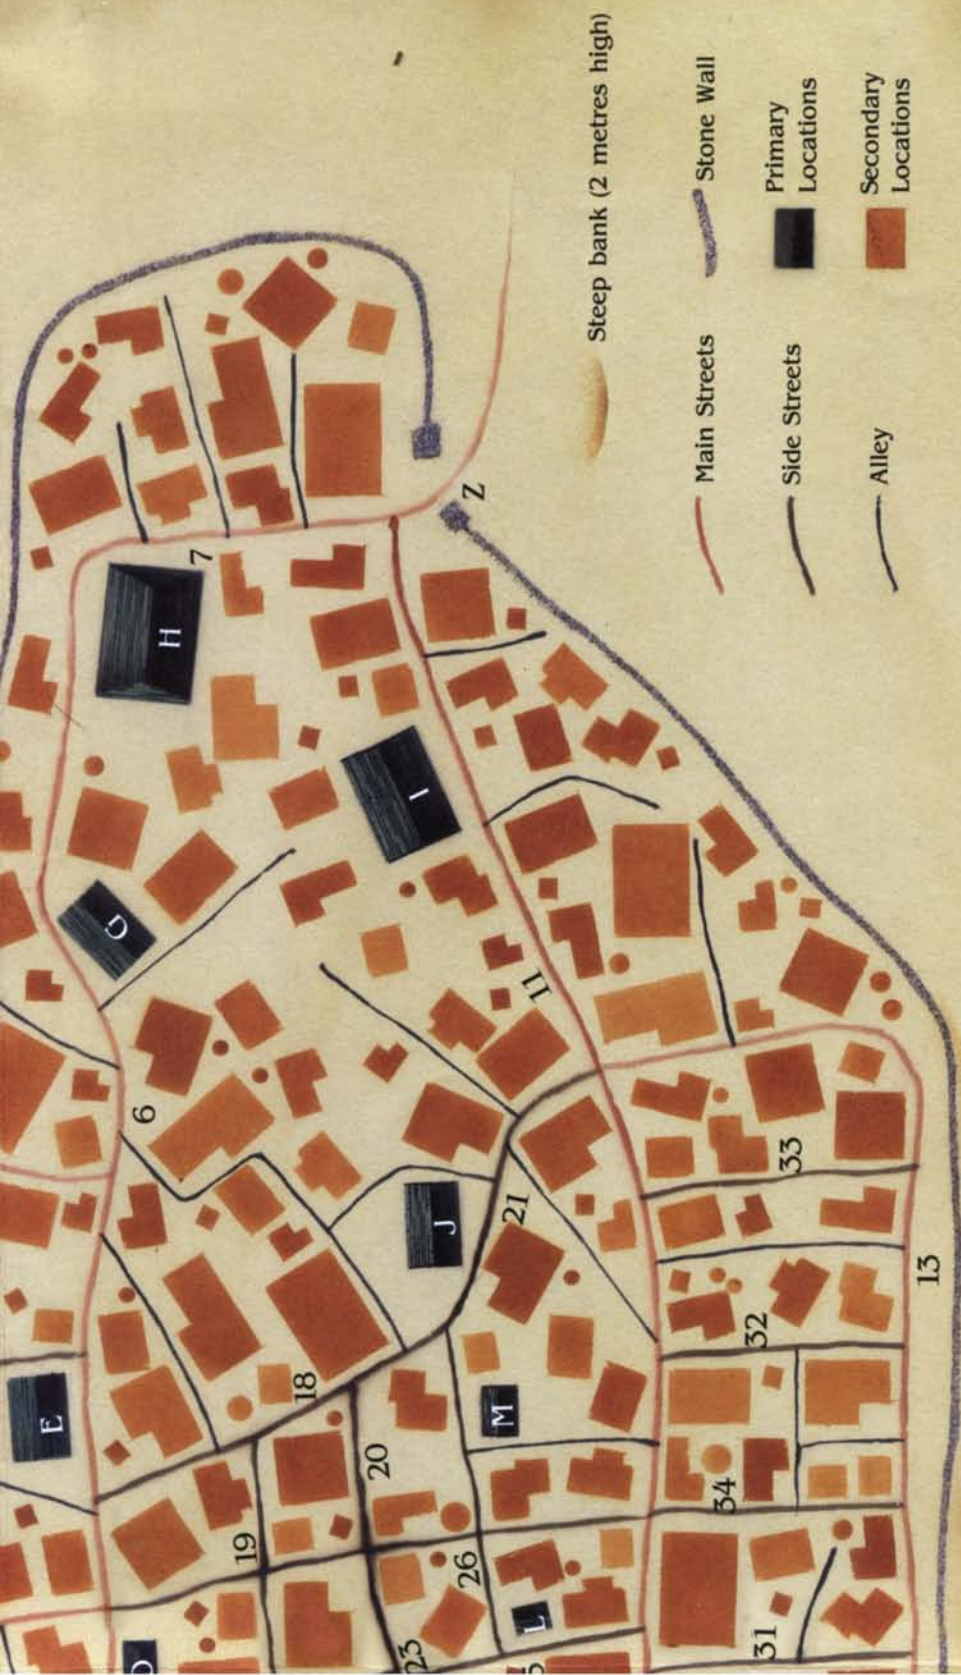 E
G
6
H
7
19
18
20
23
I
J
26
Z
M
21
L
11
34
32
31
33
13
Steep bank (2 metres high)
Main Streets
Side Streets
Alley
Stone Wall
Primary
Locations
Secondary
Locations